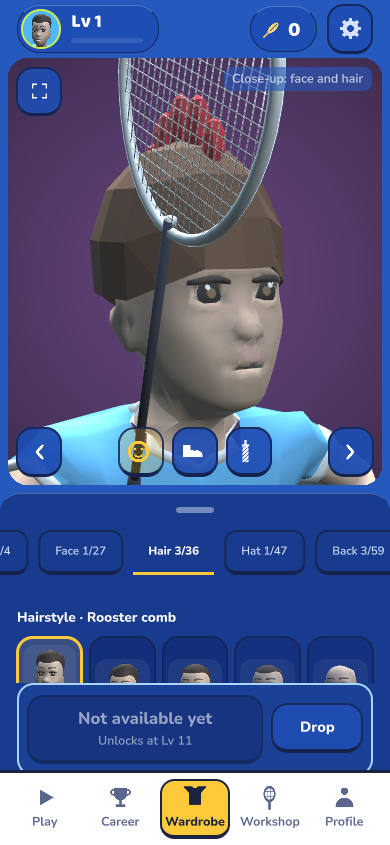 Lv 1
0
Close-up: face and hair
/4
Face 1/27
Hair 3/36
Hat 1/47
Back 3/59
Hairstyle · Rooster comb
Not available yet
Unlocks at Lv 11
Drop
Play
Career
Wardrobe
Workshop
Profile